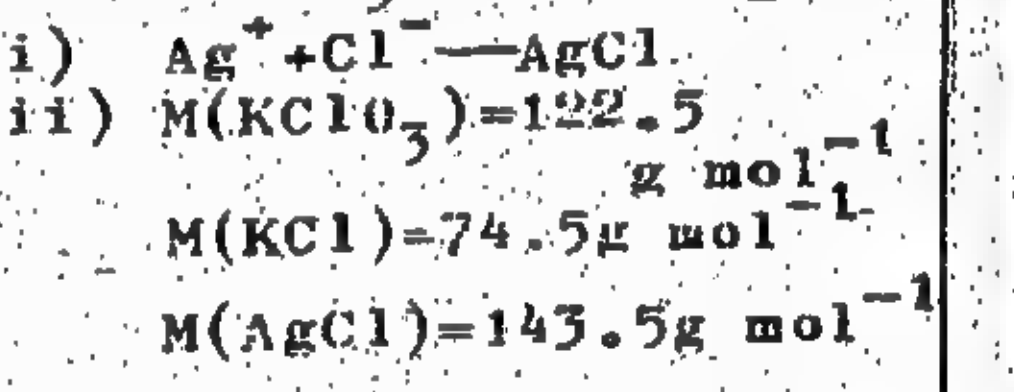 i) Ag⁺+Cl⁻—AgCl
ii) M(KClO₃)=122.5
g mol⁻¹
M(KCl)=74.5g mol⁻¹
M(AgCl)=143.5g mol⁻¹